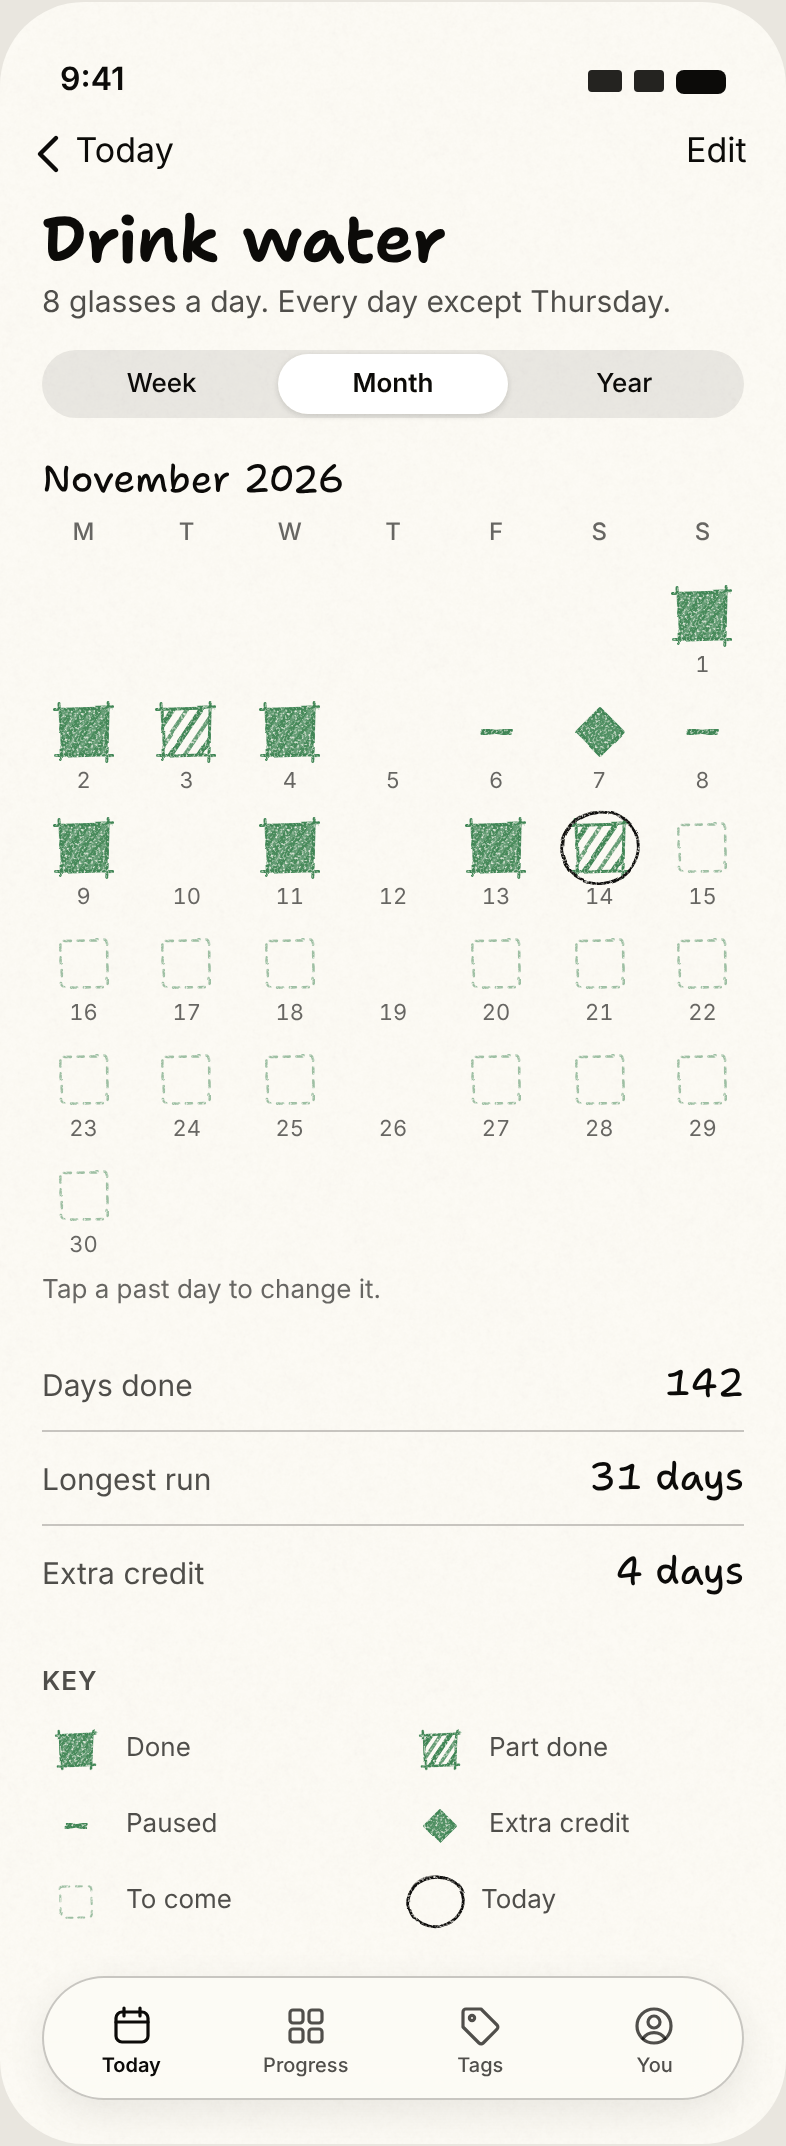 9:41
Today
Edit
Drink water
8 glasses a day. Every day except Thursday.
Week Month Year
November 2026
M T W T F S S
1
2 3 4 5 6 7 8
9 10 11 12 13 14 15
16 17 18 19 20 21 22
23 24 25 26 27 28 29
30
Tap a past day to change it.
Days done 142
Longest run 31 days
Extra credit 4 days
KEY
Done Part done
Paused Extra credit
To come Today
Today Progress Tags You